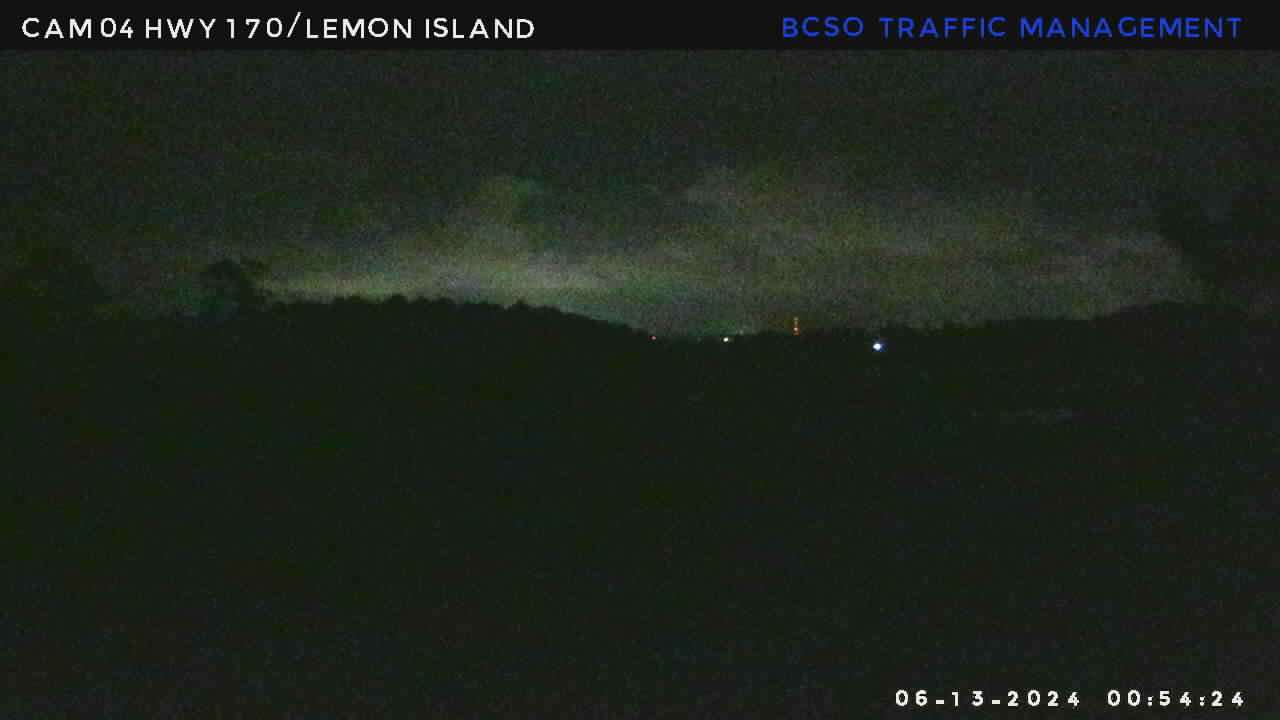 CAM04 HWY 170/LEMON ISLAND
BCSO TRAFFIC MANAGEMENT
06-13-2024 00:54:24